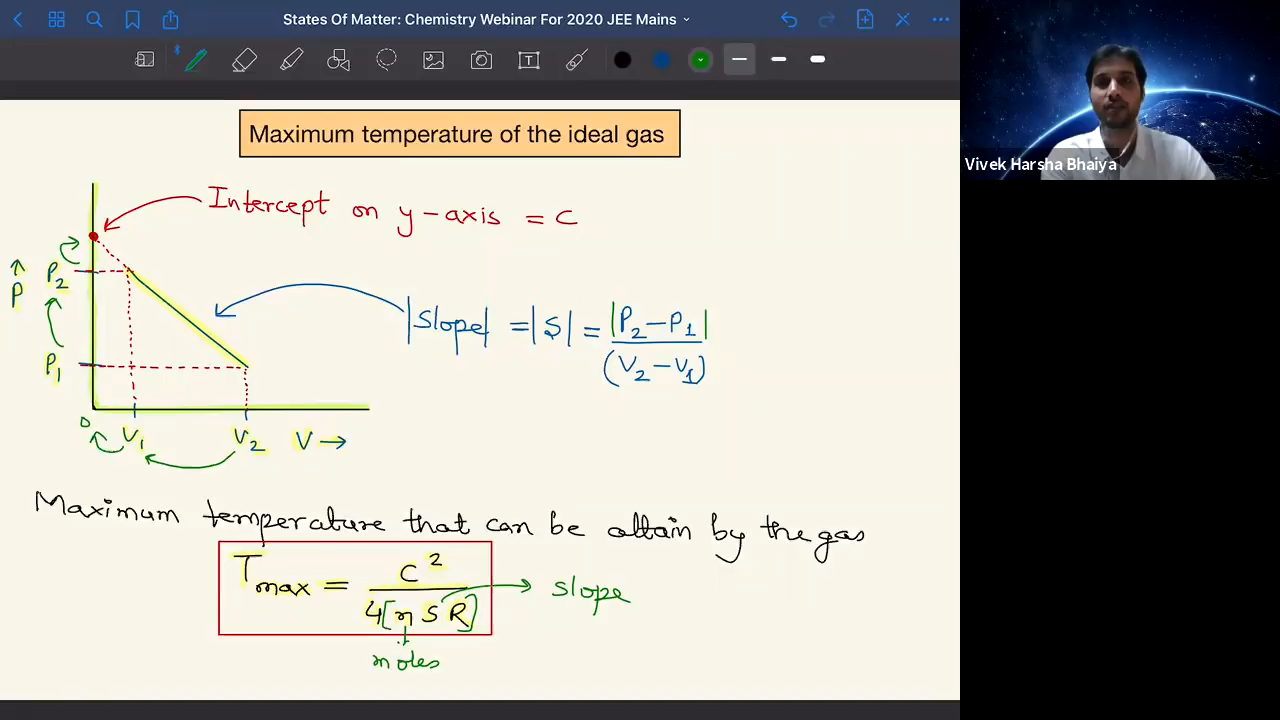 States Of Matter: Chemistry Webinar For 2020 JEE Mains
T
Maximum temperature of the ideal gas
Vivek Harsha Bhaiya
Intercept on y-axis = C
P
P2
P1
|Slope| = |S| = |P2 - P1| / (V2 - V1)
0 V1 V2 V →
Maximum temperature that can be attain by the gas
Tmax = C² / 4[n S R] → slope
moles